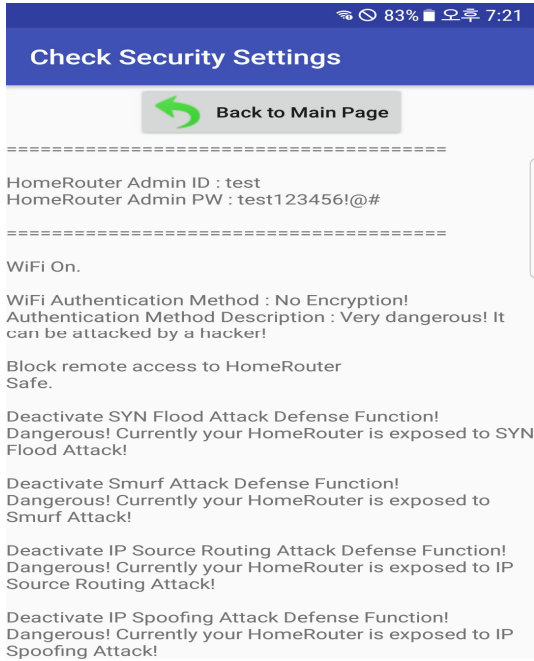 83% 오후 7:21
Check Security Settings
Back to Main Page
=======================================
HomeRouter Admin ID : test
HomeRouter Admin PW : test123456!@#
=======================================
WiFi On.
WiFi Authentication Method : No Encryption!
Authentication Method Description : Very dangerous! It
can be attacked by a hacker!
Block remote access to HomeRouter
Safe.
Deactivate SYN Flood Attack Defense Function!
Dangerous! Currently your HomeRouter is exposed to SYN
Flood Attack!
Deactivate Smurf Attack Defense Function!
Dangerous! Currently your HomeRouter is exposed to
Smurf Attack!
Deactivate IP Source Routing Attack Defense Function!
Dangerous! Currently your HomeRouter is exposed to IP
Source Routing Attack!
Deactivate IP Spoofing Attack Defense Function!
Dangerous! Currently your HomeRouter is exposed to IP
Spoofing Attack!